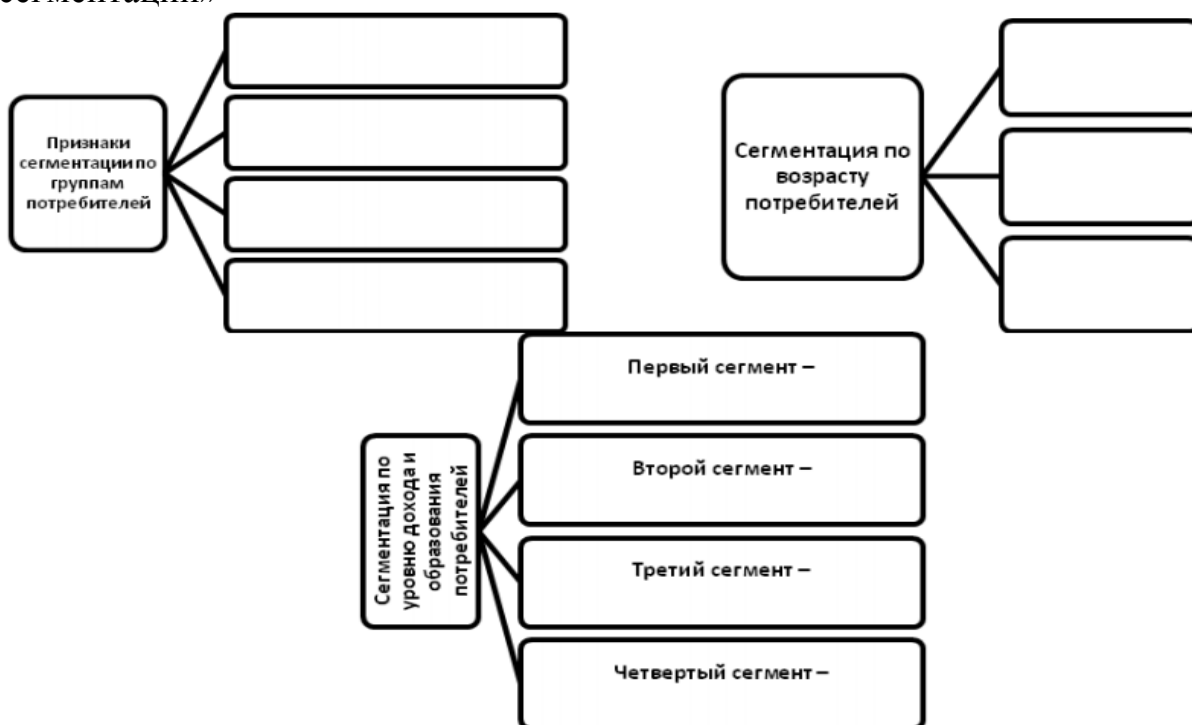 сегментации»
Признаки
сегментации по
группам
потребителей
Сегментация по
возрасту
потребителей
Сегментация по
уровню дохода и
образования
потребителей
Первый сегмент –
Второй сегмент –
Третий сегмент –
Четвертый сегмент –